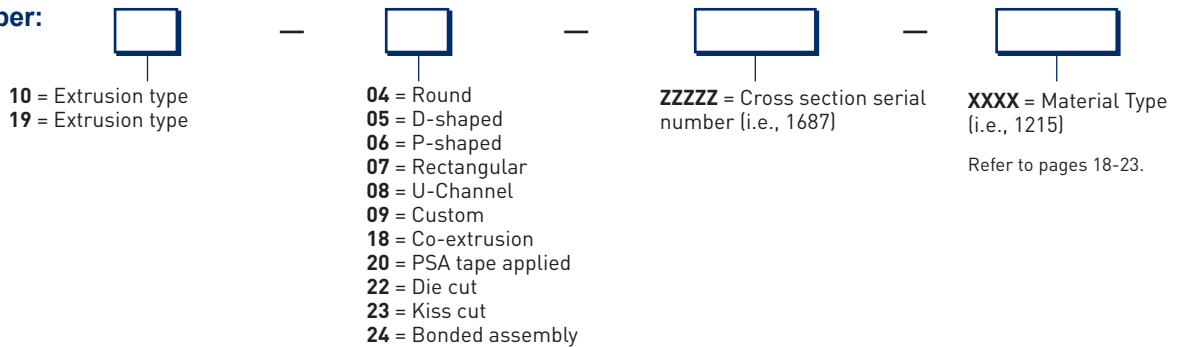 ber:
— — —
10 = Extrusion type
19 = Extrusion type
04 = Round
05 = D-shaped
06 = P-shaped
07 = Rectangular
08 = U-Channel
09 = Custom
18 = Co-extrusion
20 = PSA tape applied
22 = Die cut
23 = Kiss cut
24 = Bonded assembly
ZZZZZ = Cross section serial
number (i.e., 1687)
XXXX = Material Type
(i.e., 1215)
Refer to pages 18-23.